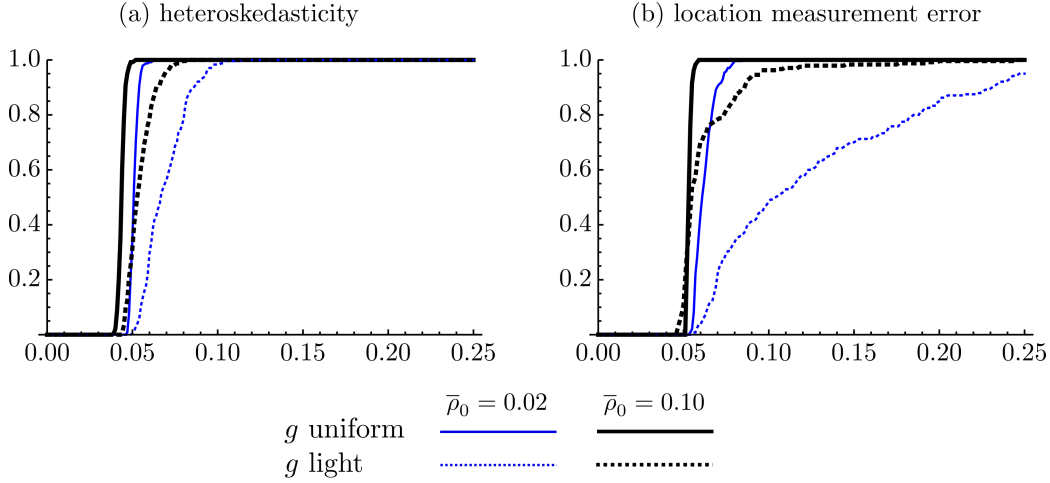 (a) heteroskedasticity (b) location measurement error
1.0 1.0
0.8 0.8
0.6 0.6
0.4 0.4
0.2 0.2
0.00 0.05 0.10 0.15 0.20 0.25 0.00 0.05 0.10 0.15 0.20 0.25
ρ̅₀ = 0.02 ρ̅₀ = 0.10
g uniform
g light